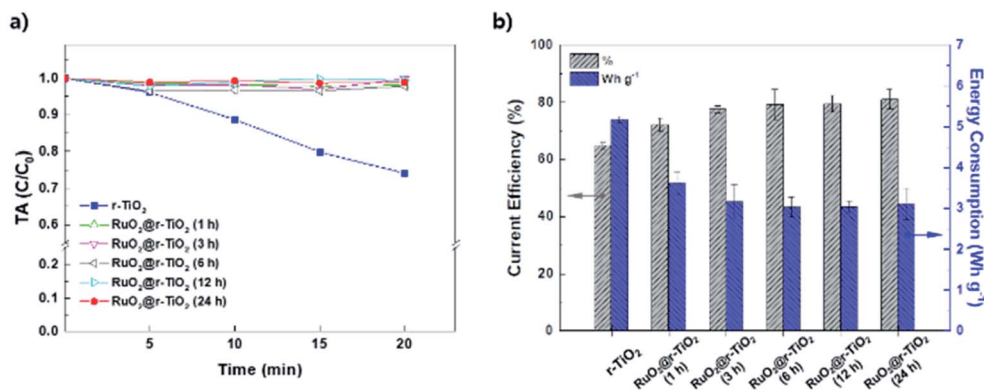 a)
1.0
0.9
0.8
0.7
0.2
0.1
0.0
TA (C/C₀)
r-TiO₂
RuO₂@r-TiO₂ (1 h)
RuO₂@r-TiO₂ (3 h)
RuO₂@r-TiO₂ (6 h)
RuO₂@r-TiO₂ (12 h)
RuO₂@r-TiO₂ (24 h)
5 10 15 20
Time (min)
b)
100
80
60
40
20
0
Current Efficiency (%)
%
Wh g⁻¹
7
6
5
4
3
2
1
0
Energy Consumption
(Wh g⁻¹)
r-TiO₂
RuO₂@r-TiO₂
(1 h)
RuO₂@r-TiO₂
(3 h)
RuO₂@r-TiO₂
(6 h)
RuO₂@r-TiO₂
(12 h)
RuO₂@r-TiO₂
(24 h)